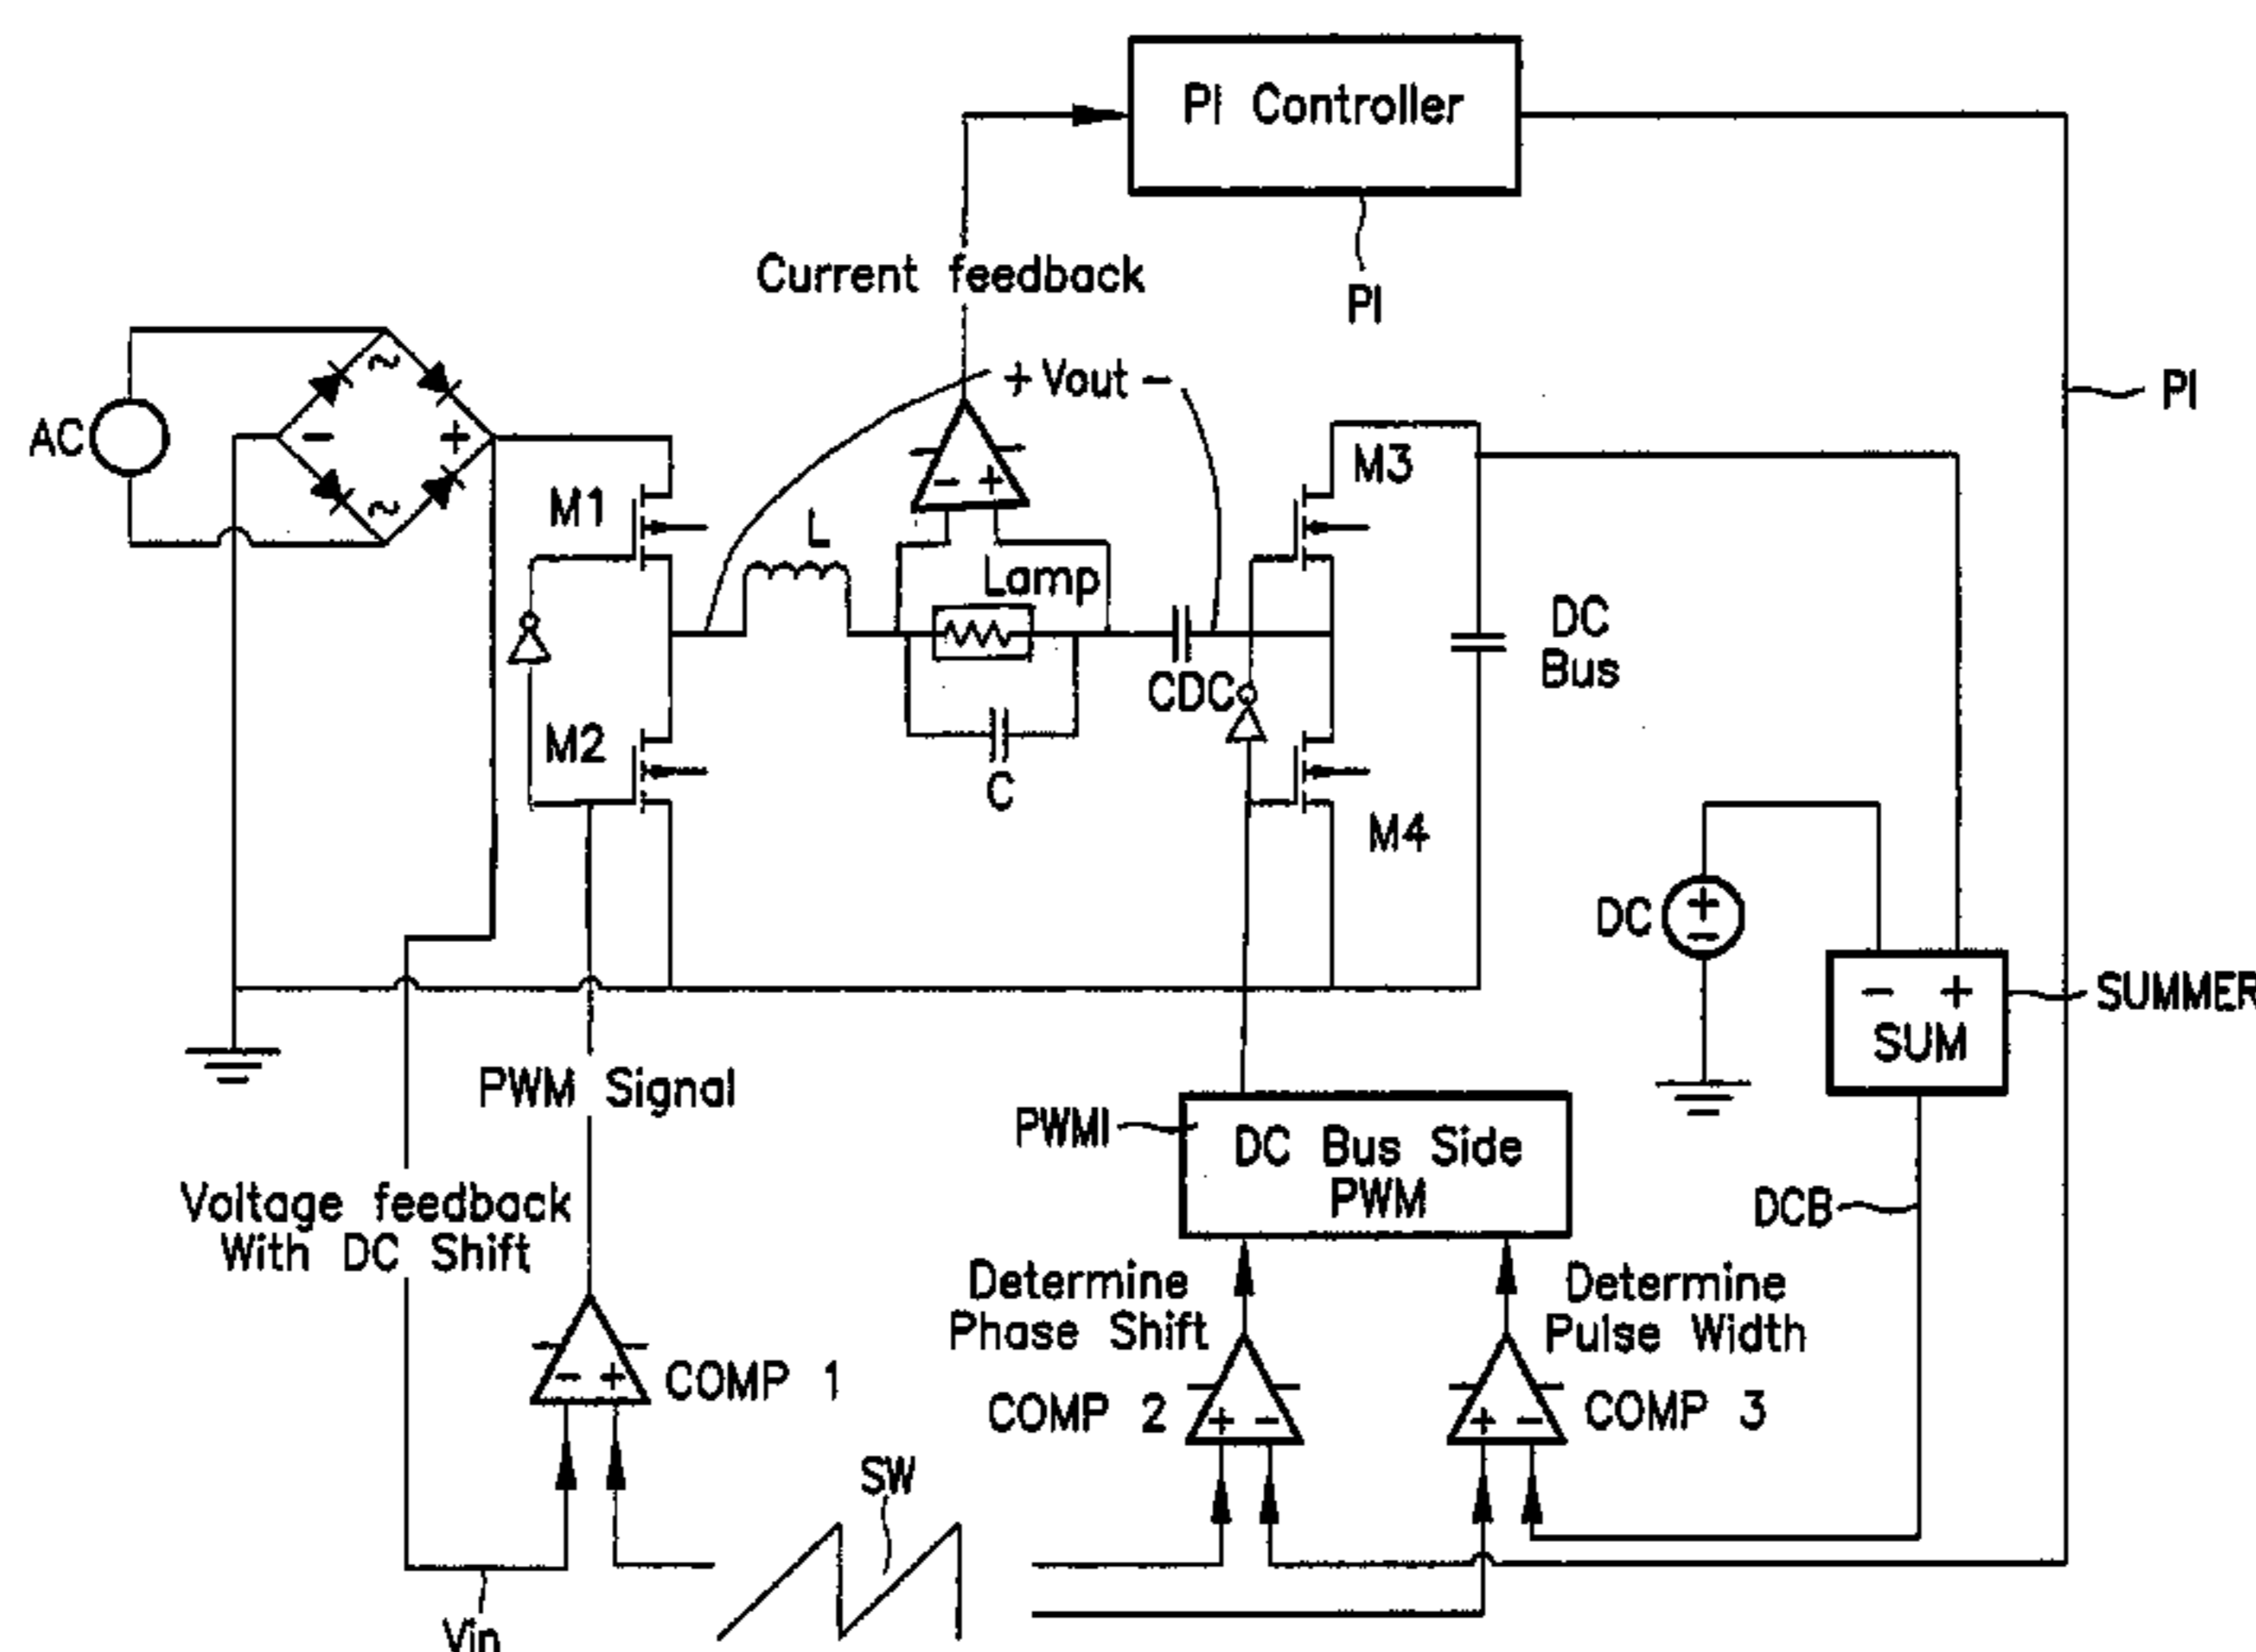 PI Controller
PI
Current feedback
+ Vout -
PI
AC
~
- +
~
M1
L
- +
Lamp
M3
DC
Bus
CDC
M2
C
M4
DC
+
-
- +
SUM
SUMMER
PWM Signal
PWMI
DC Bus Side
PWM
DCB
Voltage feedback
With DC Shift
Determine
Phase Shift
Determine
Pulse Width
- +
COMP 1
COMP 2
+ -
+ -
COMP 3
SW
Vin